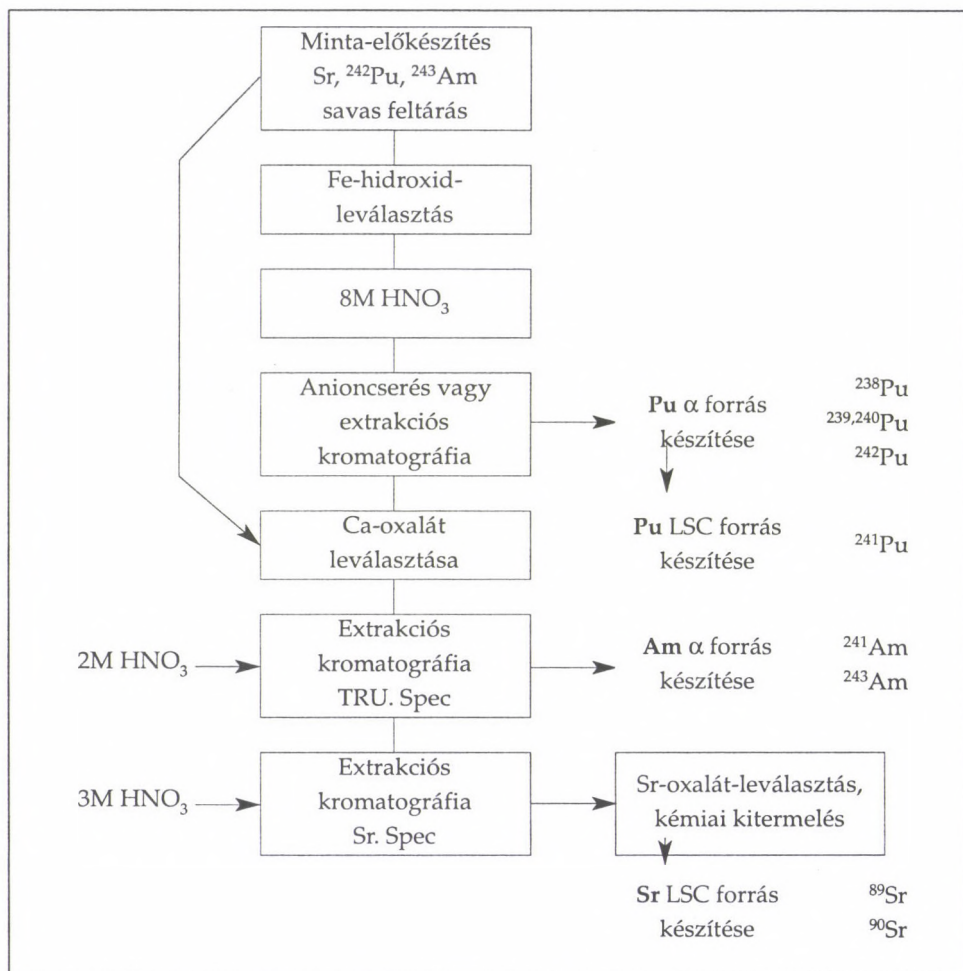 Minta-előkészítés
Sr, ²⁴²Pu, ²⁴³Am
savas feltárás
Fe-hidroxid-
leválasztás
8M HNO₃
Anioncserés vagy
extrakciós
kromatográfia
Pu α forrás
készítése
²³⁸Pu
²³⁹,²⁴⁰Pu
²⁴²Pu
Ca-oxalát
leválasztása
Pu LSC forrás
készítése
²⁴¹Pu
2M HNO₃
Extrakciós
kromatográfia
TRU. Spec
Am α forrás
készítése
²⁴¹Am
²⁴³Am
3M HNO₃
Extrakciós
kromatográfia
Sr. Spec
Sr-oxalát-leválasztás,
kémiai kitermelés
Sr LSC forrás
készítése
⁸⁹Sr
⁹⁰Sr